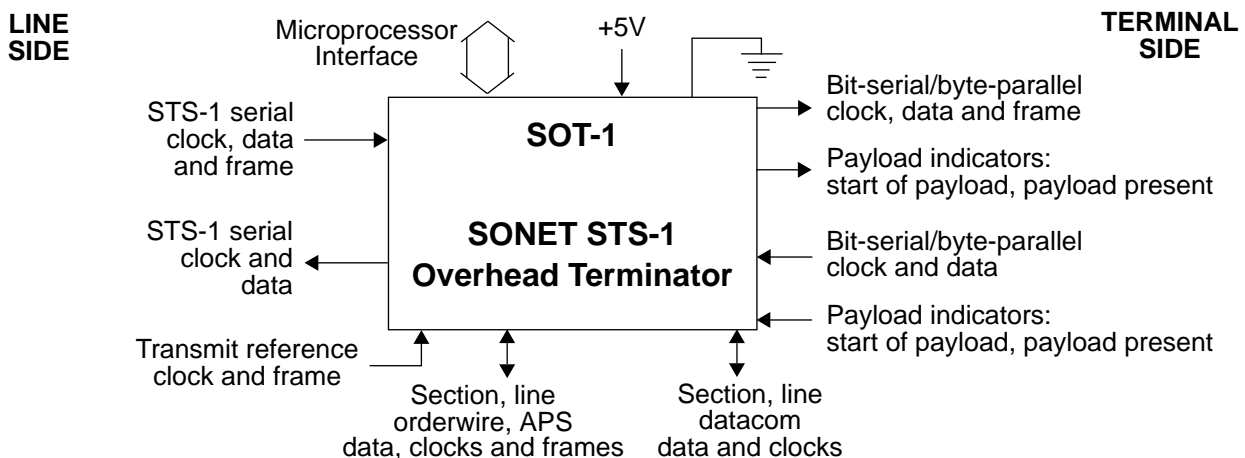 LINE
SIDE
Microprocessor
Interface
+5V
TERMINAL
SIDE
STS-1 serial
clock, data
and frame
SOT-1
Bit-serial/byte-parallel
clock, data and frame
Payload indicators:
start of payload, payload present
STS-1 serial
clock and
data
SONET STS-1
Overhead Terminator
Bit-serial/byte-parallel
clock and data
Payload indicators:
start of payload, payload present
Transmit reference
clock and frame
Section, line
orderwire, APS
data, clocks and frames
Section, line
datacom
data and clocks